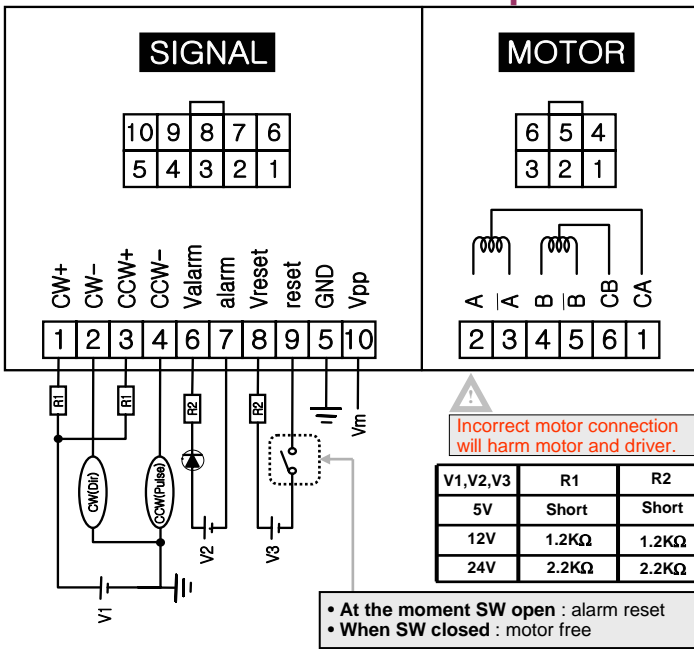 SIGNAL
MOTOR
10 9 8 7 6
5 4 3 2 1
6 5 4
3 2 1
CW+ CW- CCW+ CCW- Valarm alarm Vreset reset GND Vpp
1 2 3 4 6 7 8 9 5 10
A A̅ B B̅ CB CA
2 3 4 5 6 1
R1 R1 R2 R2 Vm
CW(Dir) CCW(Pulse)
V1 V2 V3
!
Incorrect motor connection
will harm motor and driver.
V1,V2,V3 R1 R2
5V Short Short
12V 1.2KΩ 1.2KΩ
24V 2.2KΩ 2.2KΩ
• At the moment SW open : alarm reset
• When SW closed : motor free